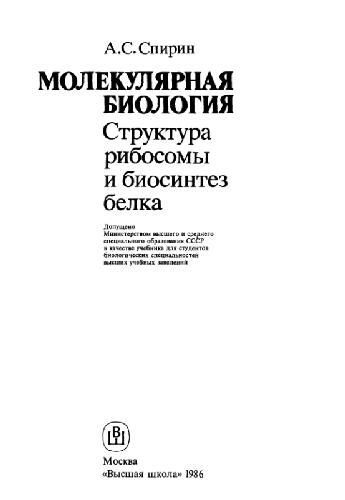 А.С.Спирин
МОЛЕКУЛЯРНАЯ
БИОЛОГИЯ
Структура
рибосомы
и биосинтез
белка
Допущено
Министерством высшего и среднего
специального образования СССР
в качестве учебника для студентов
биологических специальностей
высших учебных заведений
ВШ
Москва
«Высшая школа» 1986